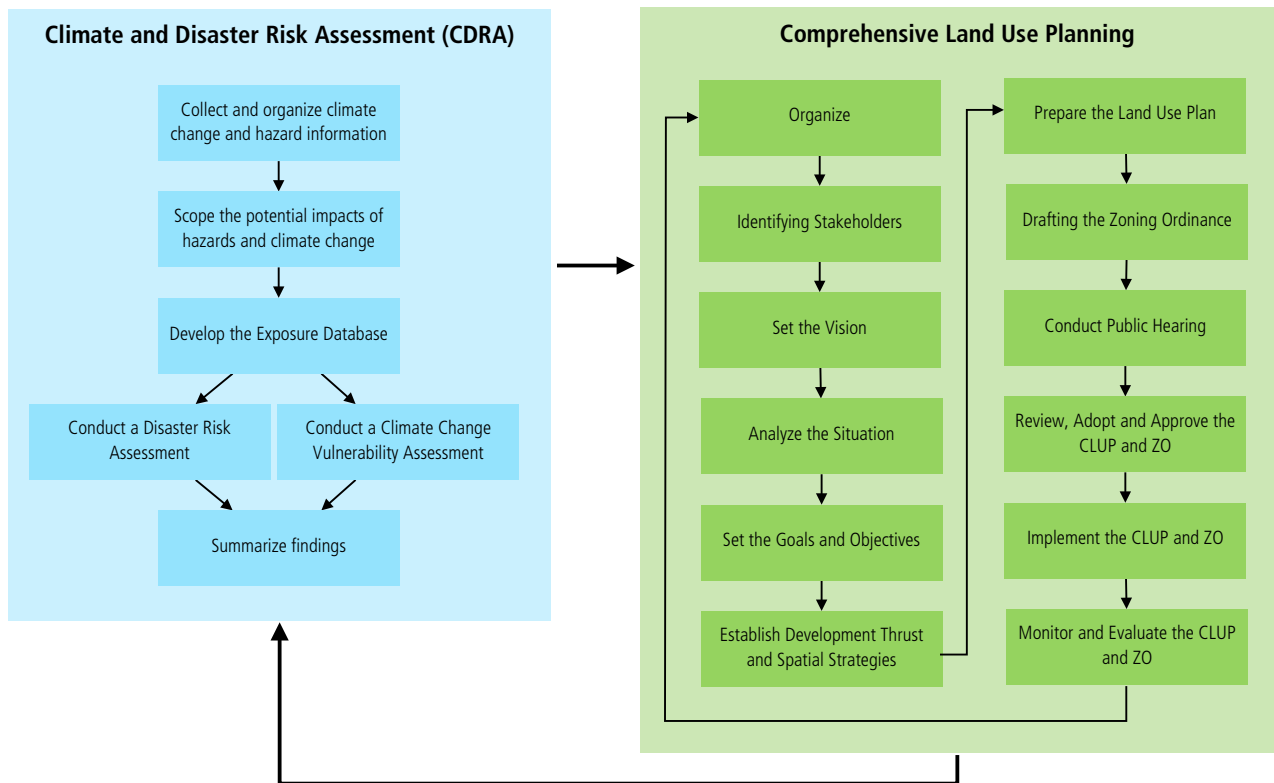 Climate and Disaster Risk Assessment (CDRA)
Collect and organize climate
change and hazard information
Scope the potential impacts of
hazards and climate change
Develop the Exposure Database
Conduct a Disaster Risk
Assessment
Conduct a Climate Change
Vulnerability Assessment
Summarize findings
Comprehensive Land Use Planning
Organize
Identifying Stakeholders
Set the Vision
Analyze the Situation
Set the Goals and Objectives
Establish Development Thrust
and Spatial Strategies
Prepare the Land Use Plan
Drafting the Zoning Ordinance
Conduct Public Hearing
Review, Adopt and Approve the
CLUP and ZO
Implement the CLUP and ZO
Monitor and Evaluate the CLUP
and ZO